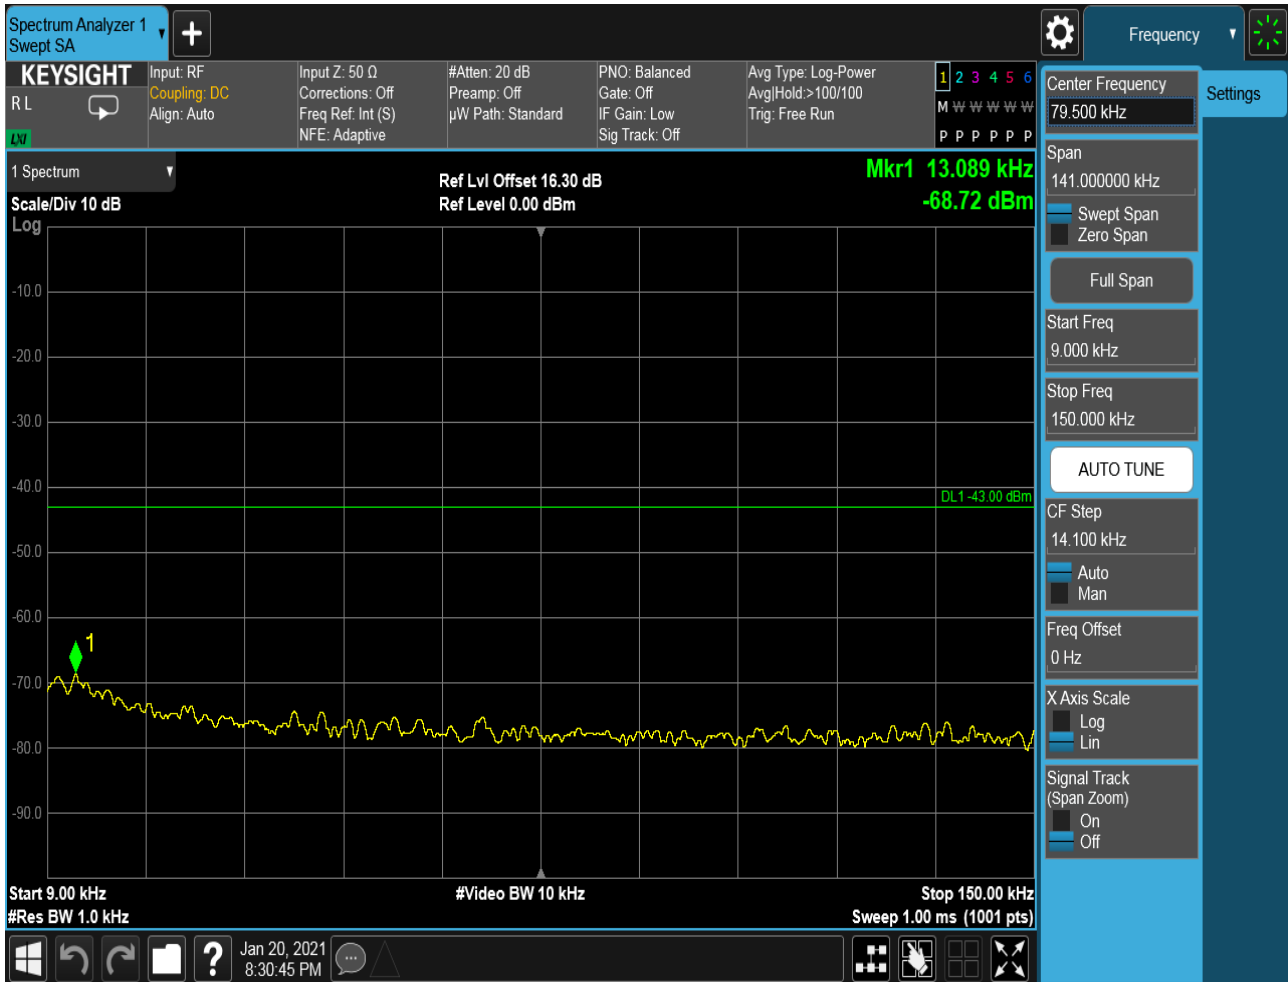 Spectrum Analyzer 1
Swept SA
Frequency
KEYSIGHT
R L
LXI
Input: RF
Coupling: DC
Align: Auto
Input Z: 50 Ω
Corrections: Off
Freq Ref: Int (S)
NFE: Adaptive
#Atten: 20 dB
Preamp: Off
µW Path: Standard
PNO: Balanced
Gate: Off
IF Gain: Low
Sig Track: Off
Avg Type: Log-Power
Avg|Hold:>100/100
Trig: Free Run
1 2 3 4 5 6
M W W W W W
P P P P P P
1 Spectrum
Scale/Div 10 dB
Log
Ref Lvl Offset 16.30 dB
Ref Level 0.00 dBm
Mkr1 13.089 kHz
-68.72 dBm
-10.0
-20.0
-30.0
-40.0
DL1 -43.00 dBm
-50.0
-60.0
1
-70.0
-80.0
-90.0
Start 9.00 kHz
#Video BW 10 kHz
Stop 150.00 kHz
#Res BW 1.0 kHz
Sweep 1.00 ms (1001 pts)
?
Jan 20, 2021
8:30:45 PM
Center Frequency
79.500 kHz
Settings
Span
141.000000 kHz
Swept Span
Zero Span
Full Span
Start Freq
9.000 kHz
Stop Freq
150.000 kHz
AUTO TUNE
CF Step
14.100 kHz
Auto
Man
Freq Offset
0 Hz
X Axis Scale
Log
Lin
Signal Track
(Span Zoom)
On
Off